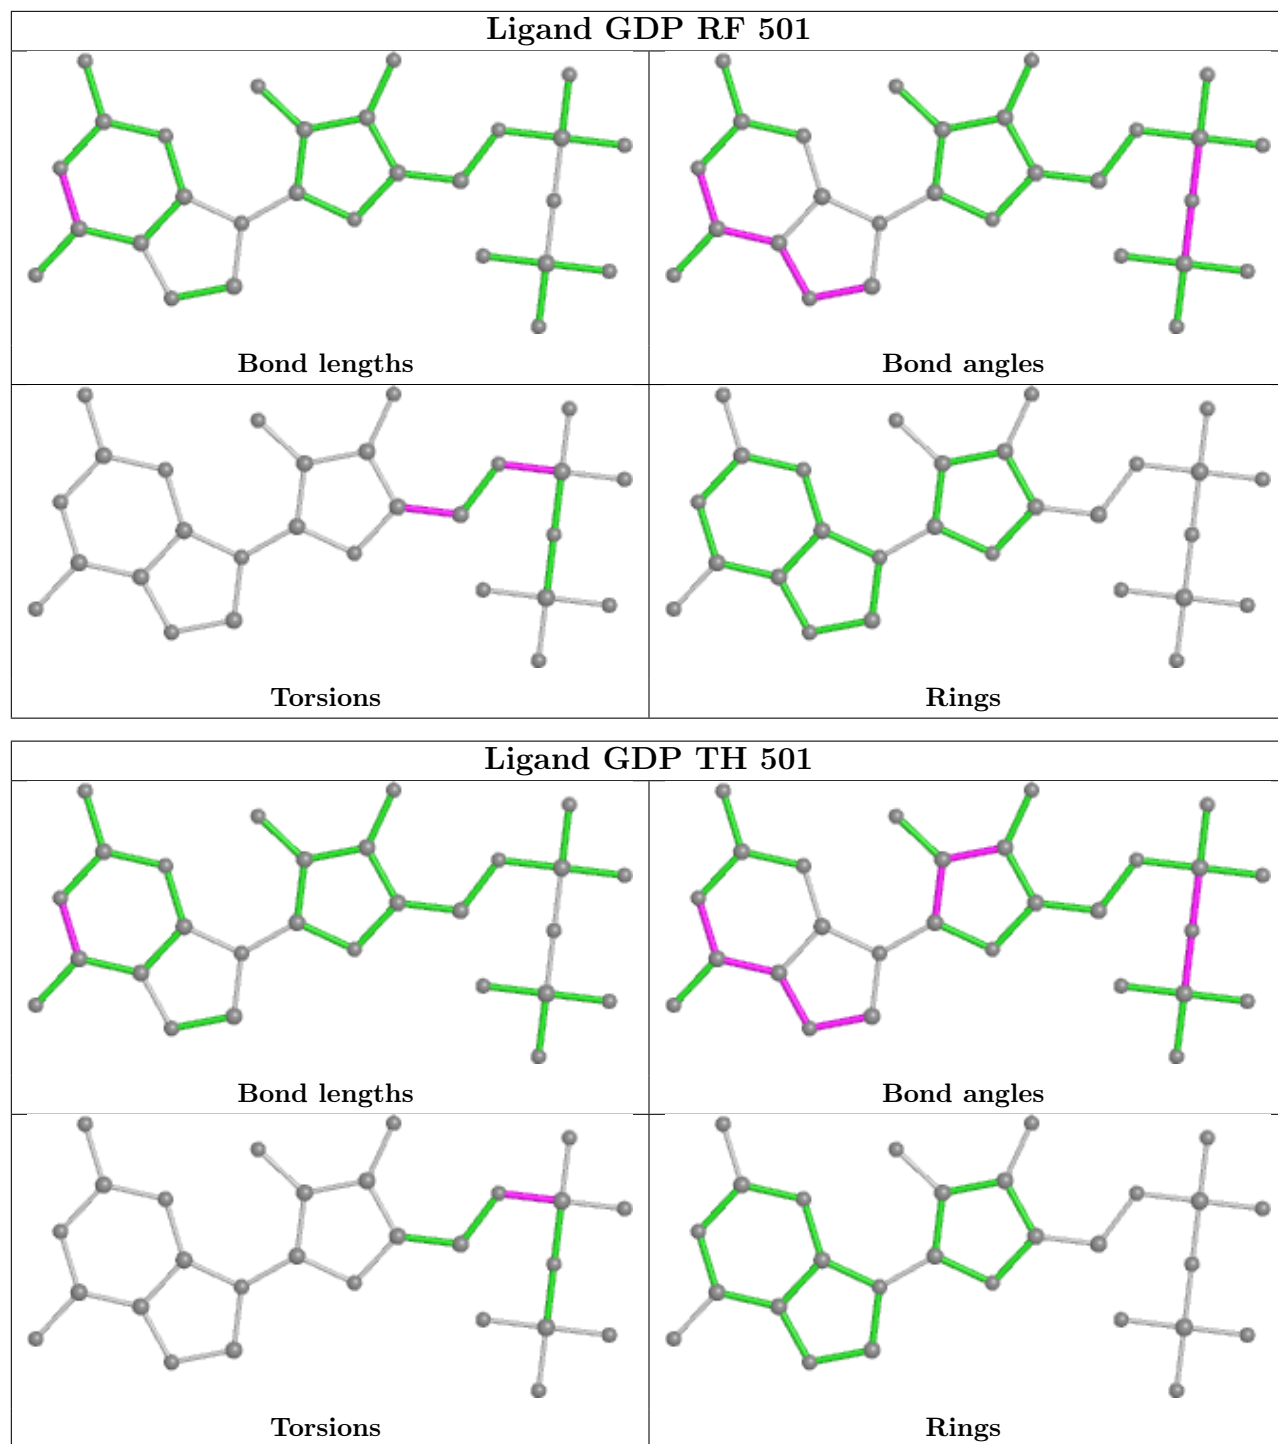 Ligand GDP RF 501
Bond lengths
Bond angles
Torsions
Rings
Ligand GDP TH 501
Bond lengths
Bond angles
Torsions
Rings